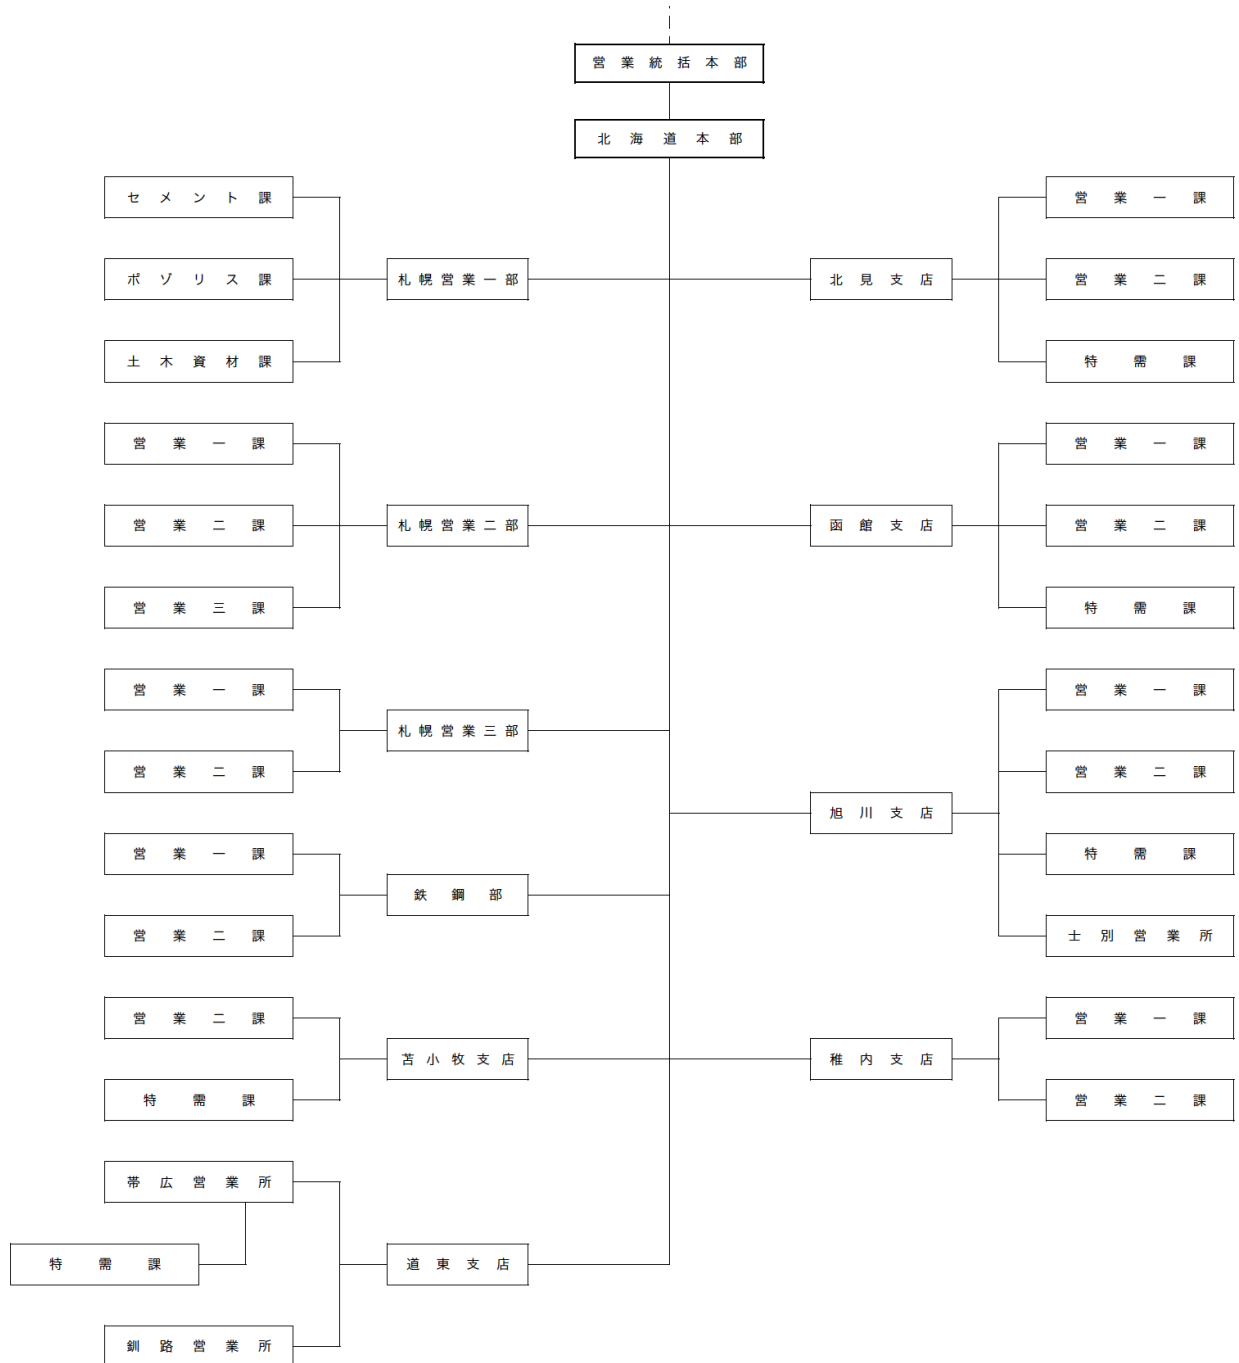 営業統括本部
北海道本部
セメント課
ポゾリス課
土木資材課
札幌営業一部
営業一課
営業二課
営業三課
札幌営業二部
営業一課
営業二課
札幌営業三部
営業一課
営業二課
鉄鋼部
営業二課
特需課
苫小牧支店
帯広営業所
特需課
釧路営業所
道東支店
北見支店
営業一課
営業二課
特需課
函館支店
営業一課
営業二課
特需課
旭川支店
営業一課
営業二課
特需課
士別営業所
稚内支店
営業一課
営業二課